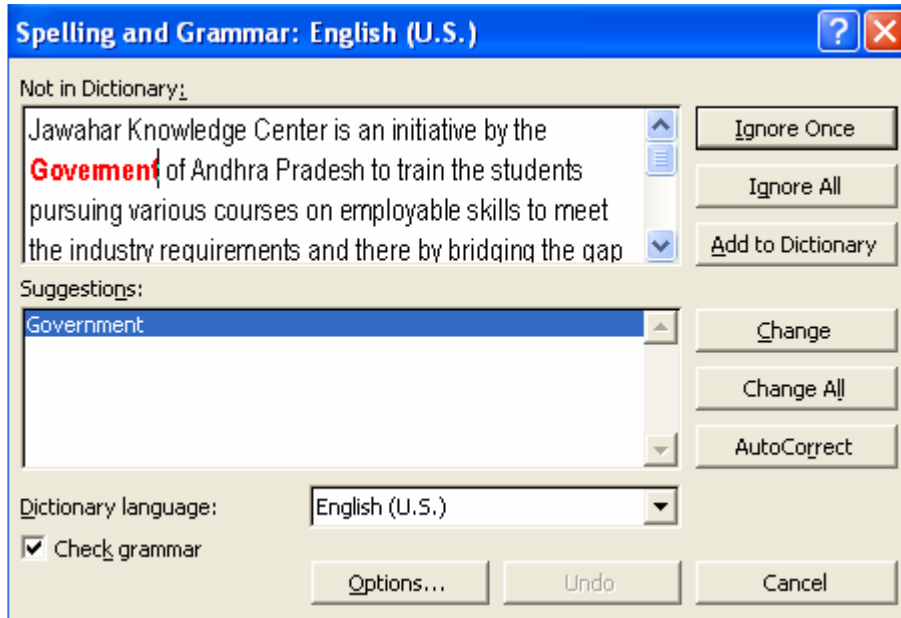 Spelling and Grammar: English (U.S.)
Not in Dictionary:
Jawahar Knowledge Center is an initiative by the
Goverment of Andhra Pradesh to train the students
pursuing various courses on employable skills to meet
the industry requirements and there by bridging the gap
Ignore Once
Ignore All
Add to Dictionary
Suggestions:
Government
Change
Change All
AutoCorrect
Dictionary language:
English (U.S.)
Check grammar
Options...
Undo
Cancel